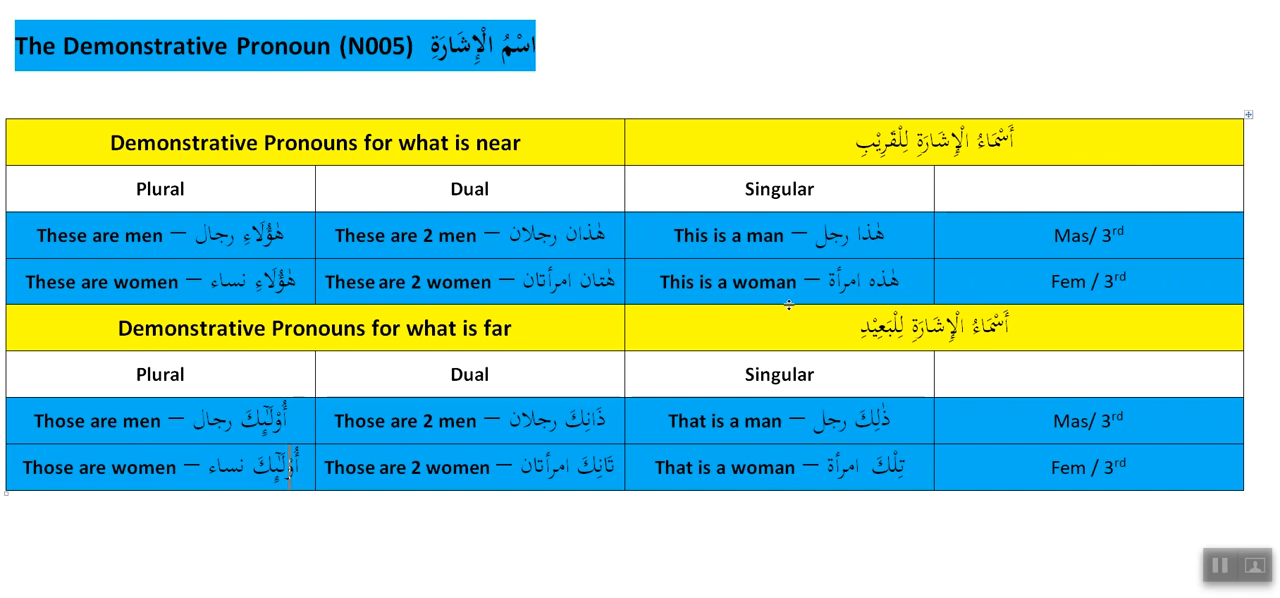 The Demonstrative Pronoun (N005) اسْمُ الْإِشَارَةِ
Demonstrative Pronouns for what is near أَسْمَاءُ الْإِشَارَةِ لِلْقَرِيْبِ
Plural Dual Singular
These are men – هٰؤُلَاءِ رجال These are 2 men – هٰذان رجلان This is a man – هٰذا رجل Mas/ 3rd
These are women – هٰؤُلَاءِ نساء These are 2 women – هٰتان امرأتان This is a woman – هٰذه امرأة Fem / 3rd
Demonstrative Pronouns for what is far أَسْمَاءُ الْإِشَارَةِ لِلْبَعِيْدِ
Plural Dual Singular
Those are men – أُوْلٰٓئِكَ رجال Those are 2 men – ذَانِكَ رجلان That is a man – ذٰلِكَ رجل Mas/ 3rd
Those are women – أُوْلٰٓئِكَ نساء Those are 2 women – تَانِكَ امرأتان That is a woman – تِلْكَ امرأة Fem / 3rd